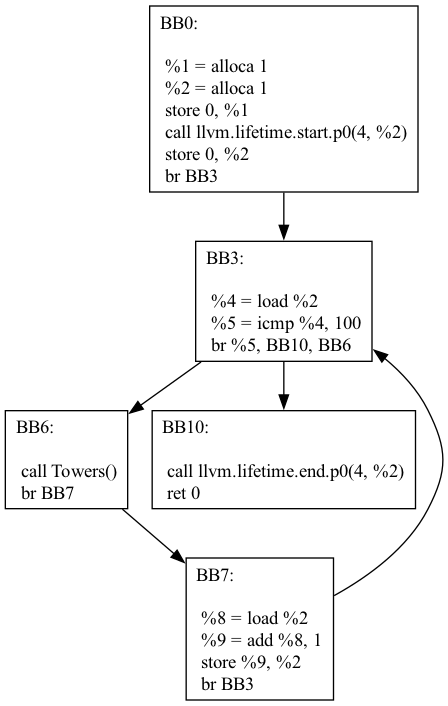 BB0:
%1 = alloca 1
%2 = alloca 1
store 0, %1
call llvm.lifetime.start.p0(4, %2)
store 0, %2
br BB3
BB3:
%4 = load %2
%5 = icmp %4, 100
br %5, BB10, BB6
BB6:
call Towers()
br BB7
BB10:
call llvm.lifetime.end.p0(4, %2)
ret 0
BB7:
%8 = load %2
%9 = add %8, 1
store %9, %2
br BB3